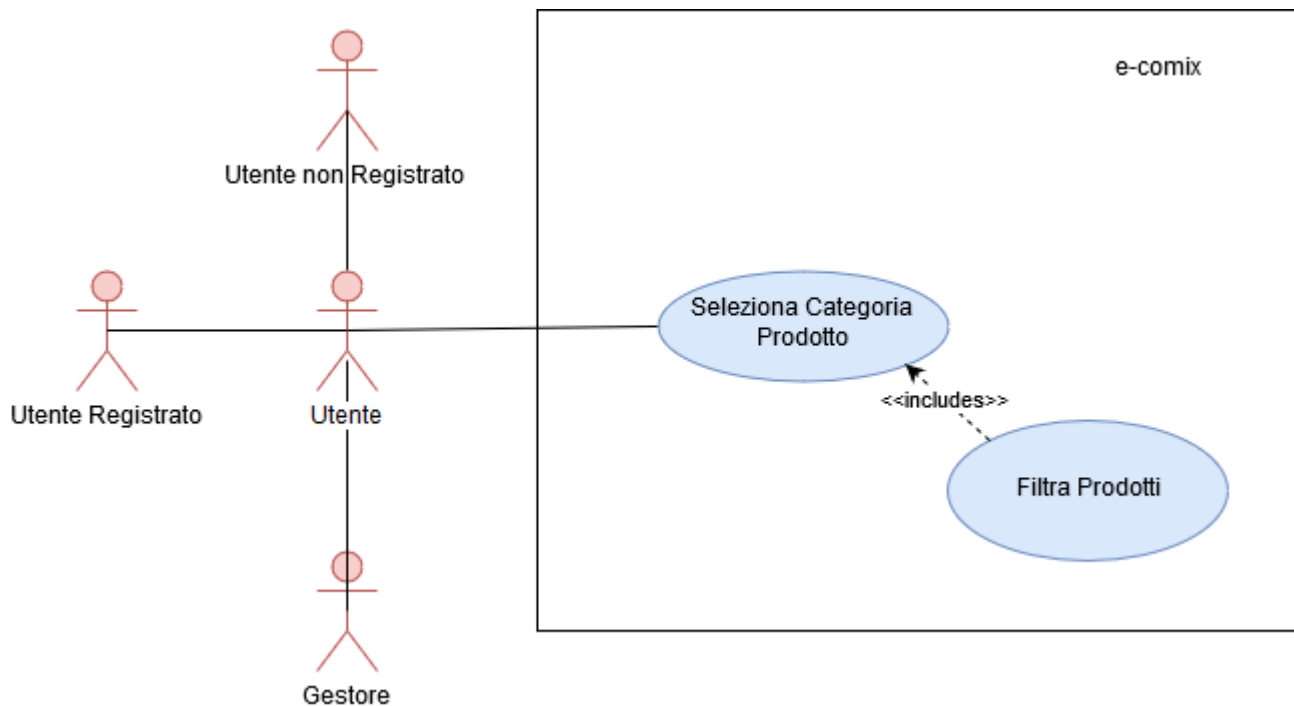 e-comix
Utente non Registrato
Seleziona Categoria
Prodotto
<<includes>>
Utente Registrato
Utente
Filtra Prodotti
Gestore